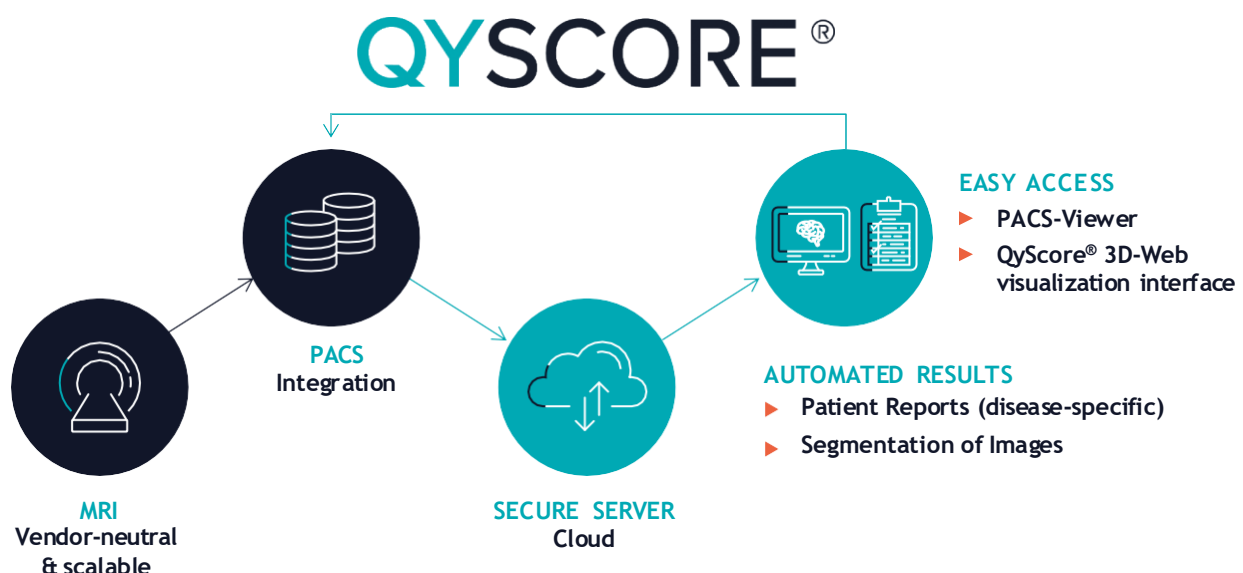 QYSCORE®
EASY ACCESS
PACS-Viewer
QyScore® 3D-Web
visualization interface
PACS
Integration
AUTOMATED RESULTS
Patient Reports (disease-specific)
Segmentation of Images
MRI
Vendor-neutral
& scalable
SECURE SERVER
Cloud